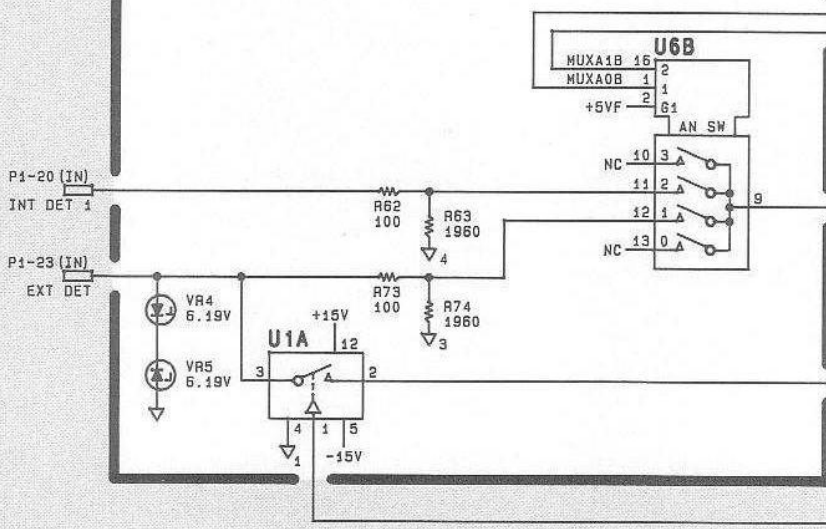 U6B
MUXA1B 16 2
MUXA0B 1 1
+5VF 2 G1
AN SW
NC 10 3
P1-20 (IN)
11 2
INT DET 1
R62
100
R63
1960
4
9
12 1
NC 13 0
P1-23 (IN)
EXT DET
R73
100
R74
1960
3
VR4
6.19V
+15V
12
U1A
3
2
VR5
6.19V
4 1 5
1
-15V